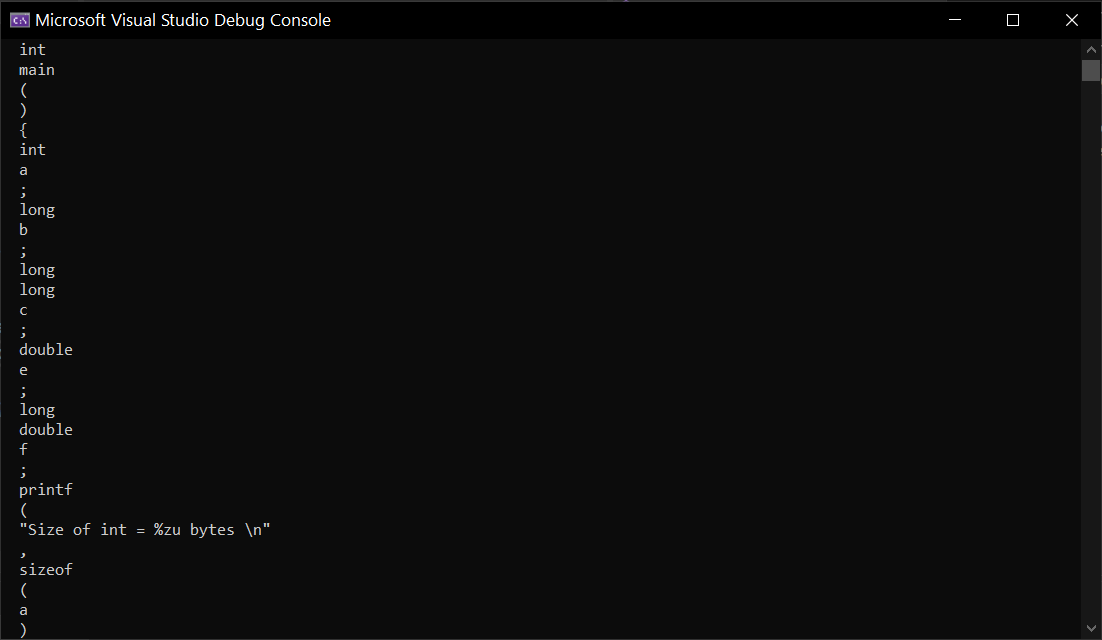 Microsoft Visual Studio Debug Console
int
main
(
)
{
int
a
;
long
b
;
long
long
c
;
double
e
;
long
double
f
;
printf
(
"Size of int = %zu bytes \n"
,
sizeof
(
a
)